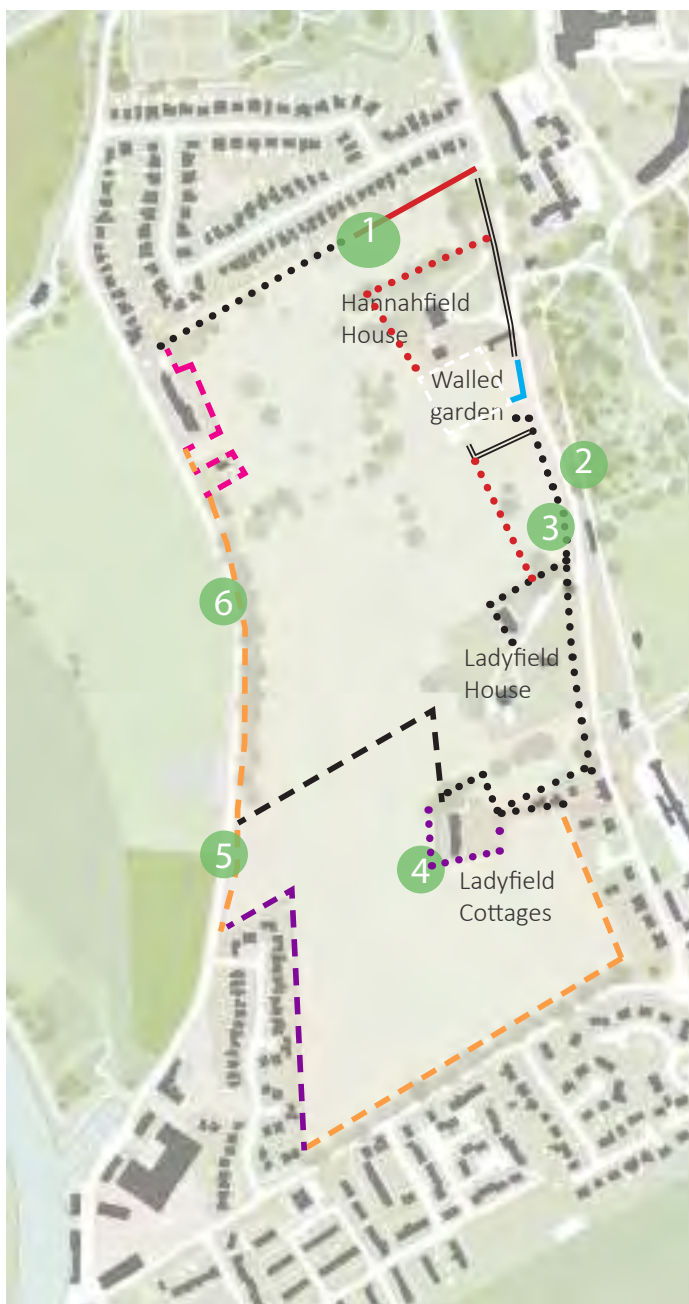 1
Hannahfield
House
Walled
garden
2
3
6
Ladyfield
House
5
4
Ladyfield
Cottages